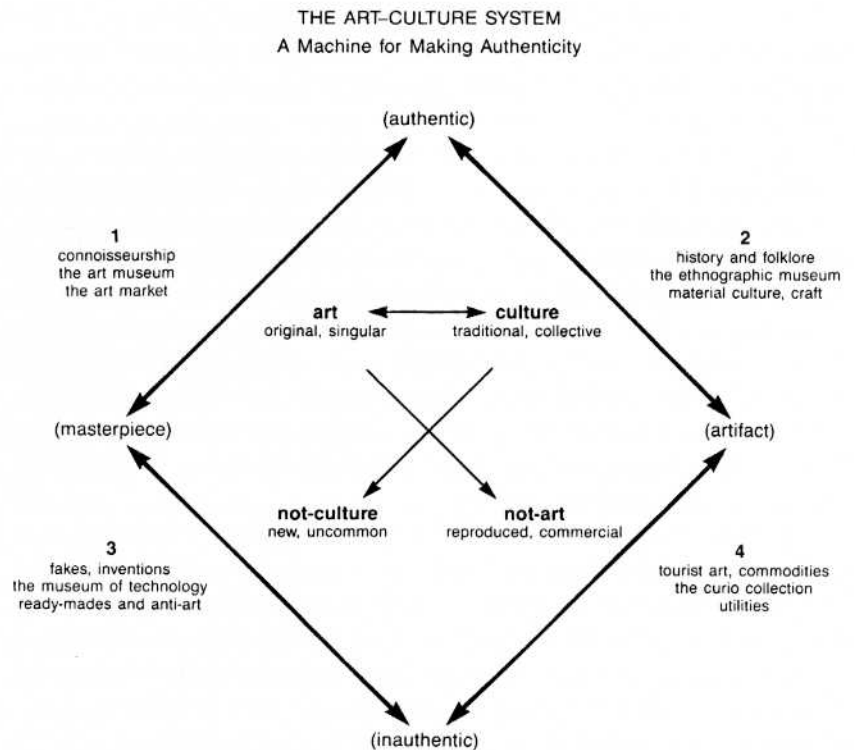 THE ART–CULTURE SYSTEM
A Machine for Making Authenticity
(authentic)
1
connoisseurship
the art museum
the art market
2
history and folklore
the ethnographic museum
material culture, craft
art
original, singular
culture
traditional, collective
(masterpiece)
(artifact)
not-culture
new, uncommon
not-art
reproduced, commercial
3
fakes, inventions
the museum of technology
ready-mades and anti-art
4
tourist art, commodities
the curio collection
utilities
(inauthentic)